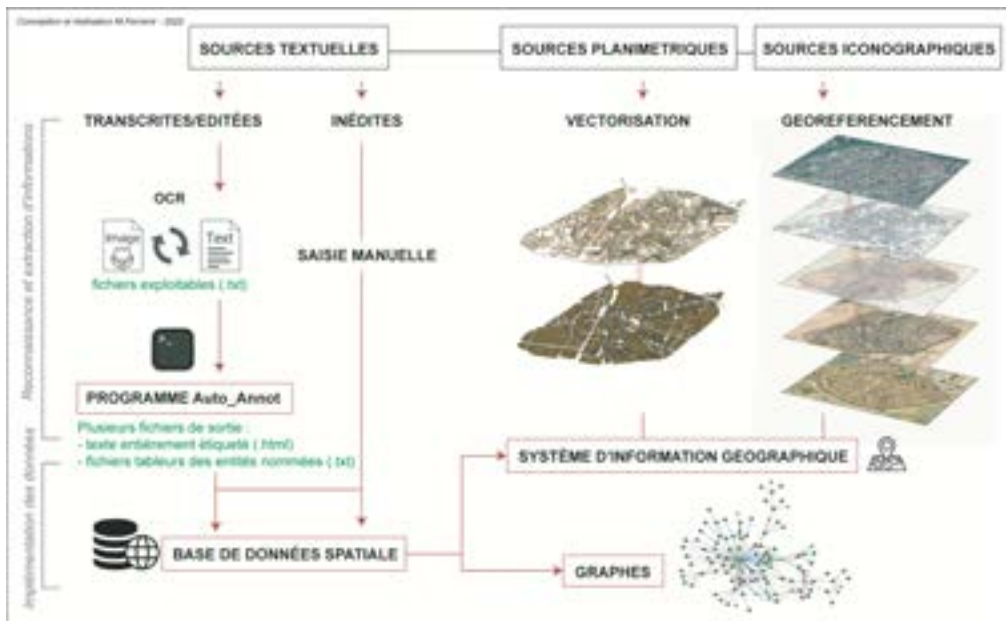 Conception et réalisation M.Ferrand - 2022
SOURCES TEXTUELLES
SOURCES PLANIMETRIQUES
SOURCES ICONOGRAPHIQUES
TRANSCRITES/EDITÉES
INÉDITES
VECTORISATION
GEOREFERENCEMENT
Reconnaissance et extraction d'informations
OCR
Image
Text
SAISIE MANUELLE
fichiers exploitables (.txt)
PROGRAMME Auto_Annot
Plusieurs fichiers de sortie :
- texte entièrement étiqueté (.html)
- fichiers tableurs des entités nommées (.txt)
SYSTÈME D'INFORMATION GEOGRAPHIQUE
Implémentation des données
BASE DE DONNÉES SPATIALE
GRAPHES